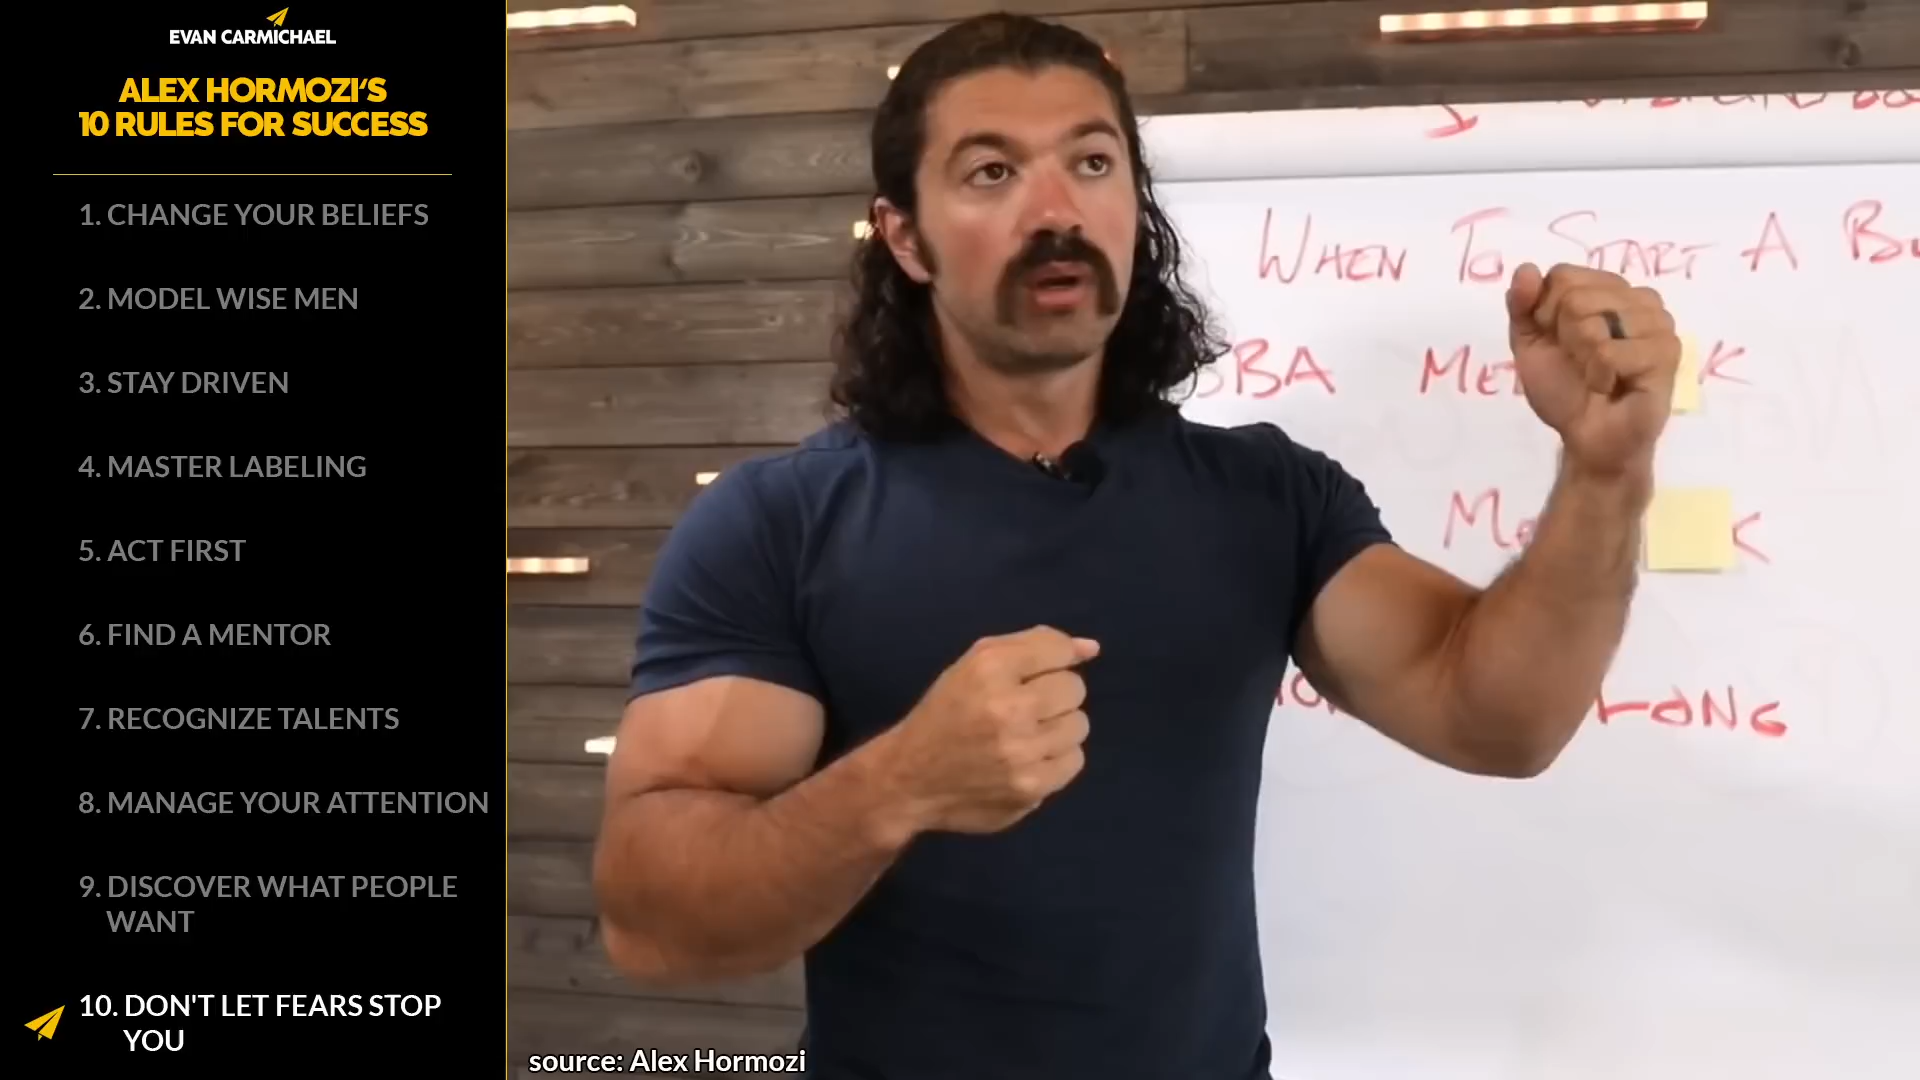 EVAN CARMICHAEL
ALEX HORMOZI'S
10 RULES FOR SUCCESS
1. CHANGE YOUR BELIEFS
2. MODEL WISE MEN
3. STAY DRIVEN
4. MASTER LABELING
5. ACT FIRST
6. FIND A MENTOR
7. RECOGNIZE TALENTS
8. MANAGE YOUR ATTENTION
9. DISCOVER WHAT PEOPLE
WANT
10. DON'T LET FEARS STOP
YOU
source: Alex Hormozi
WHEN TO START A
LONG